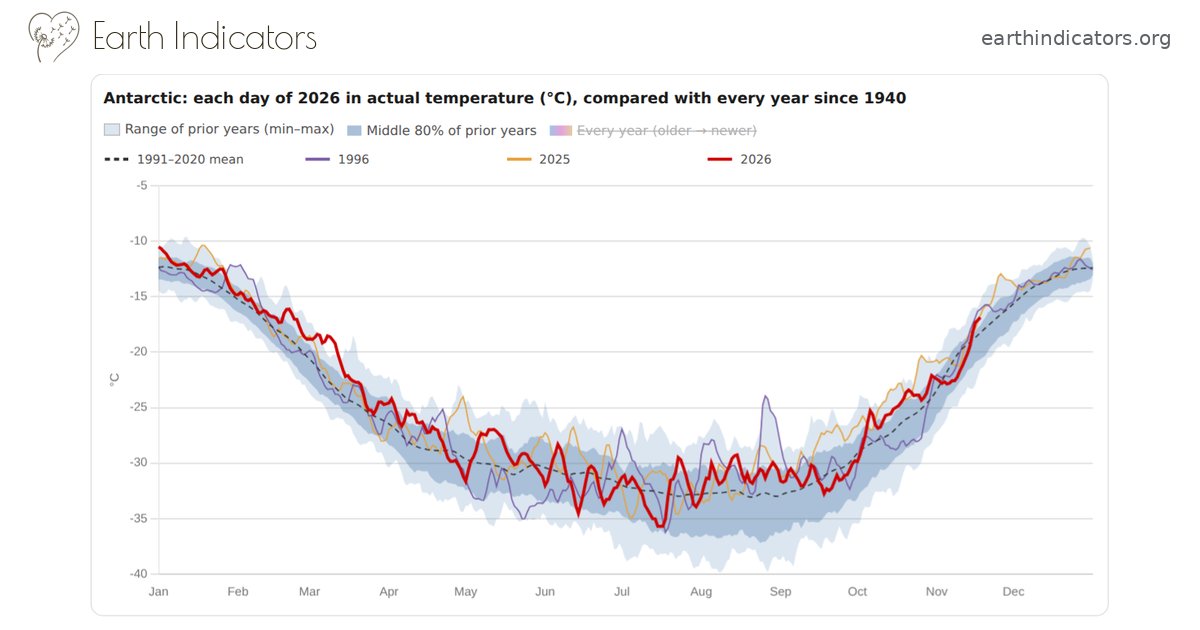 Earth Indicators
earthindicators.org
Antarctic: each day of 2026 in actual temperature (°C), compared with every year since 1940
Range of prior years (min–max) Middle 80% of prior years Every year (older → newer)
1991–2020 mean 1996 2025 2026
-5
-10
-15
-20
°C
-25
-30
-35
-40
Jan Feb Mar Apr May Jun Jul Aug Sep Oct Nov Dec